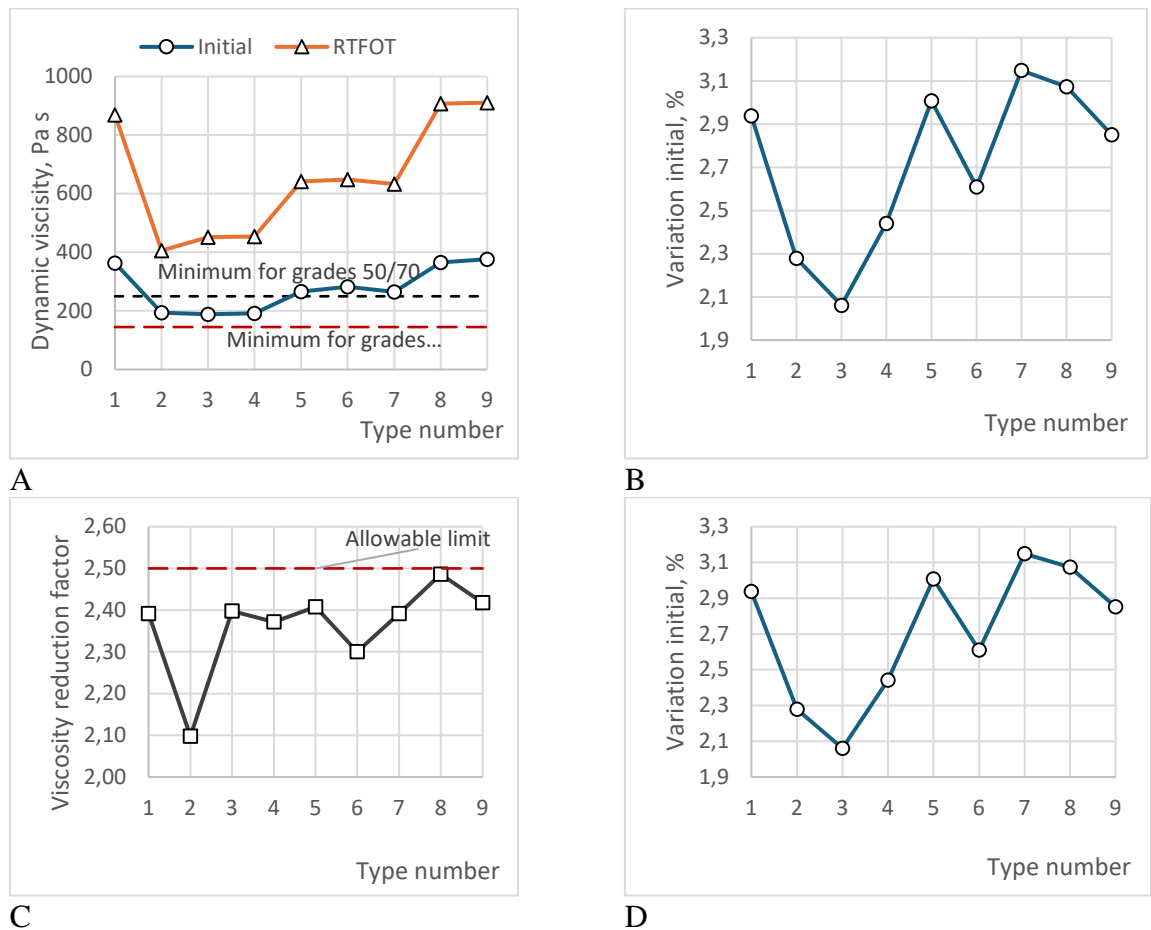 Initial RTFOT
Dynamic viscisity, Pa s
1000
800
600
400
200
0
Minimum for grades 50/70
Minimum for grades...
1 2 3 4 5 6 7 8 9
Type number
A
Variation initial, %
3,3
3,1
2,9
2,7
2,5
2,3
2,1
1,9
1 2 3 4 5 6 7 8 9
Type number
B
Viscosity reduction factor
2,60
2,50
2,40
2,30
2,20
2,10
2,00
Allowable limit
1 2 3 4 5 6 7 8 9
Type number
C
Variation initial, %
3,3
3,1
2,9
2,7
2,5
2,3
2,1
1,9
1 2 3 4 5 6 7 8 9
Type number
D